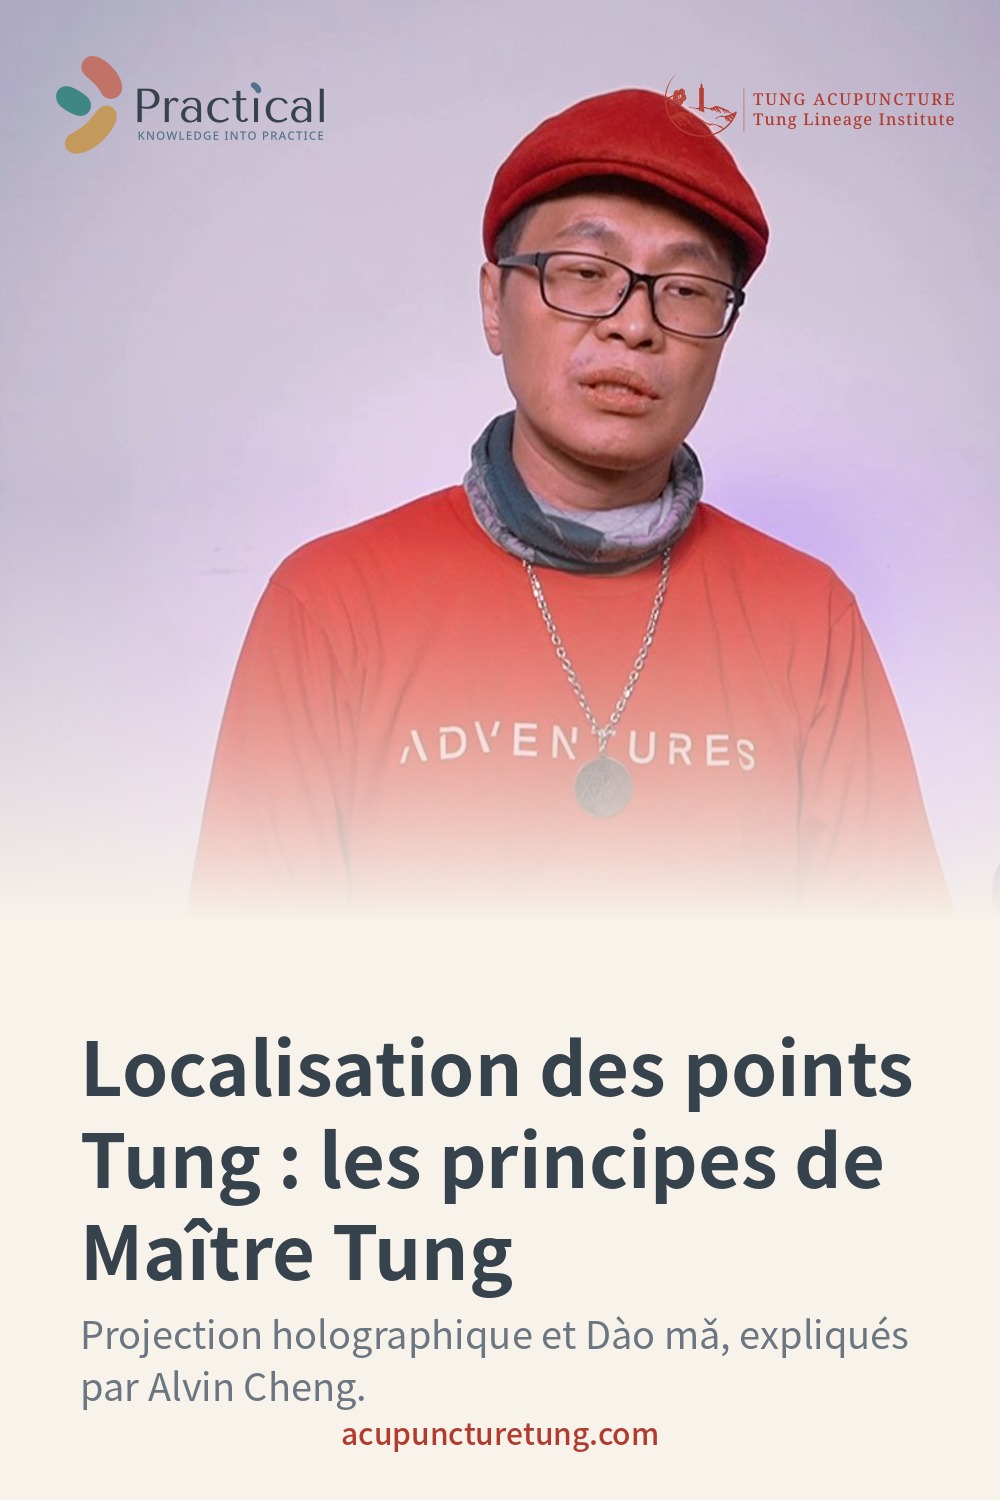 Practical
KNOWLEDGE INTO PRACTICE
TUNG ACUPUNCTURE
Tung Lineage Institute
ADVENTURES
Localisation des points
Tung : les principes de
Maître Tung
Projection holographique et Dào mǎ, expliqués
par Alvin Cheng.
acupuncturetung.com